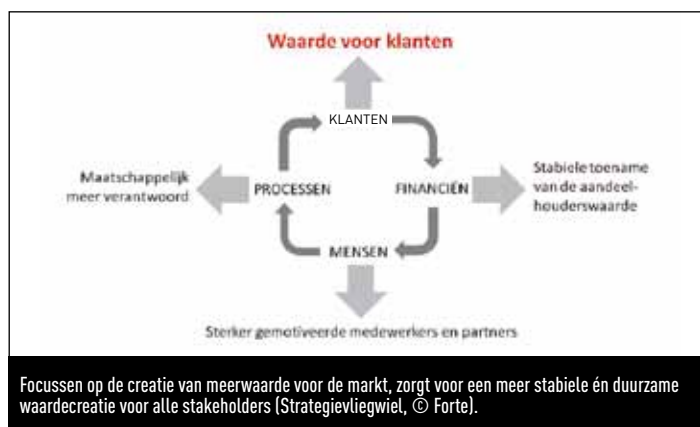 Waarde voor klanten
KLANTEN
Maatschappelijk
meer verantwoord
PROCESSEN
FINANCIËN
Stabiele toename
van de aandeel-
houderswaarde
MENSEN
Sterker gemotiveerde medewerkers en partners
Focussen op de creatie van meerwaarde voor de markt, zorgt voor een meer stabiele én duurzame
waardecreatie voor alle stakeholders (Strategievliegwiel, © Forte).